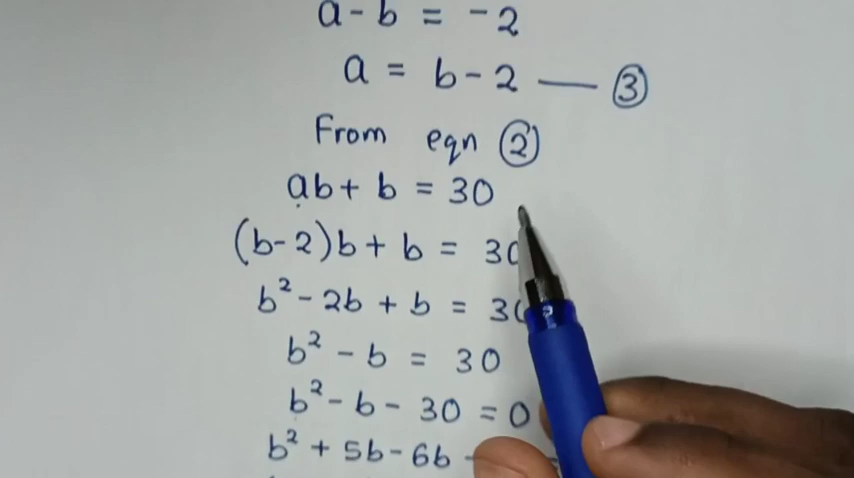 a - b = -2
a = b - 2 —— ③
From eqn ②
ab + b = 30
(b-2)b + b = 30
b² - 2b + b = 30
b² - b = 30
b² - b - 30 = 0
b² + 5b - 6b -